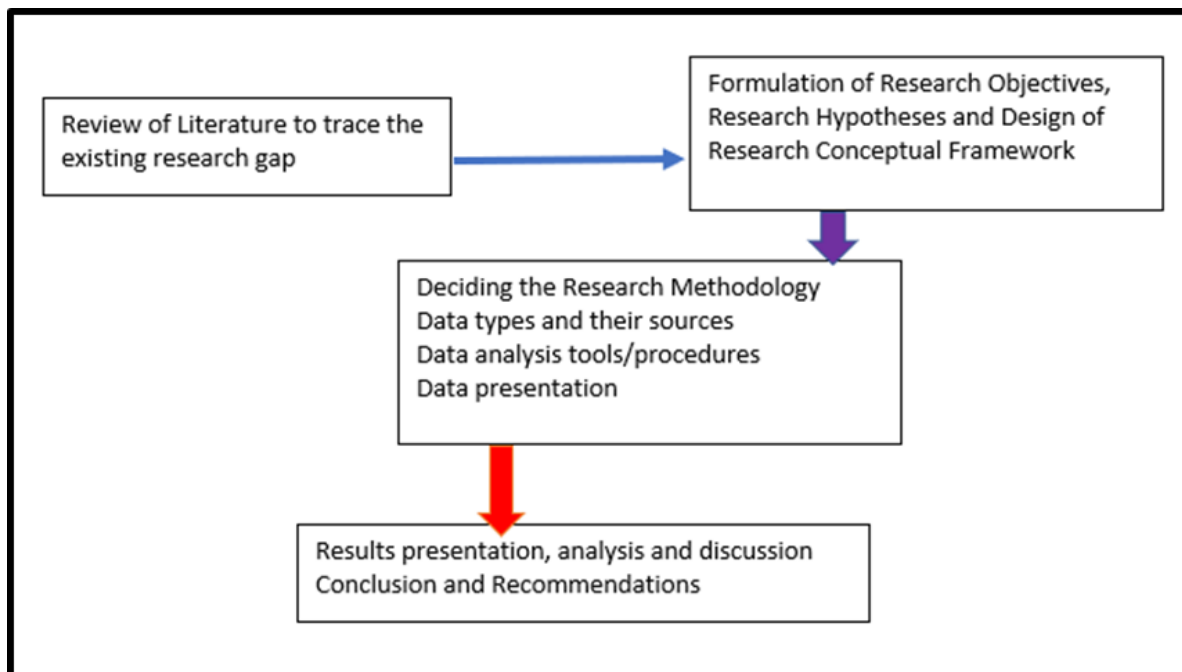 Review of Literature to trace the
existing research gap
Formulation of Research Objectives,
Research Hypotheses and Design of
Research Conceptual Framework
Deciding the Research Methodology
Data types and their sources
Data analysis tools/procedures
Data presentation
Results presentation, analysis and discussion
Conclusion and Recommendations